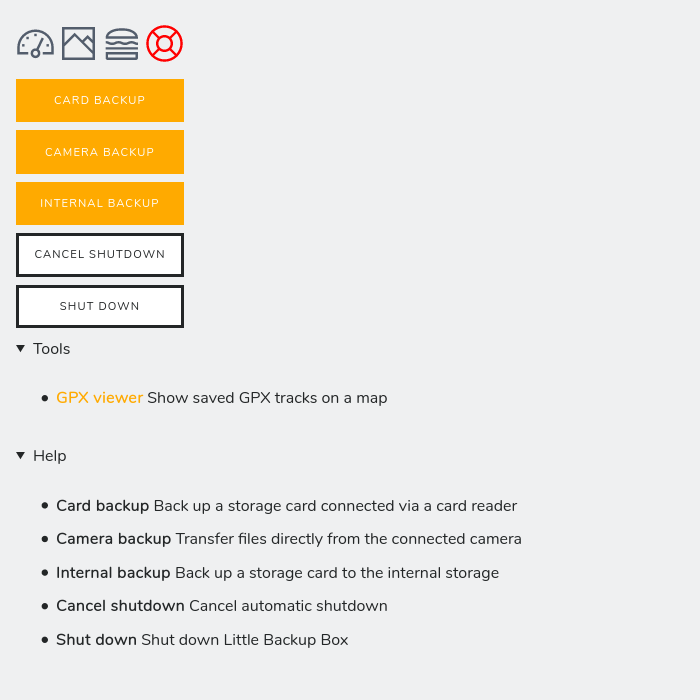 CARD BACKUP
CAMERA BACKUP
INTERNAL BACKUP
CANCEL SHUTDOWN
SHUT DOWN
Tools
GPX viewer Show saved GPX tracks on a map
Help
Card backup Back up a storage card connected via a card reader
Camera backup Transfer files directly from the connected camera
Internal backup Back up a storage card to the internal storage
Cancel shutdown Cancel automatic shutdown
Shut down Shut down Little Backup Box